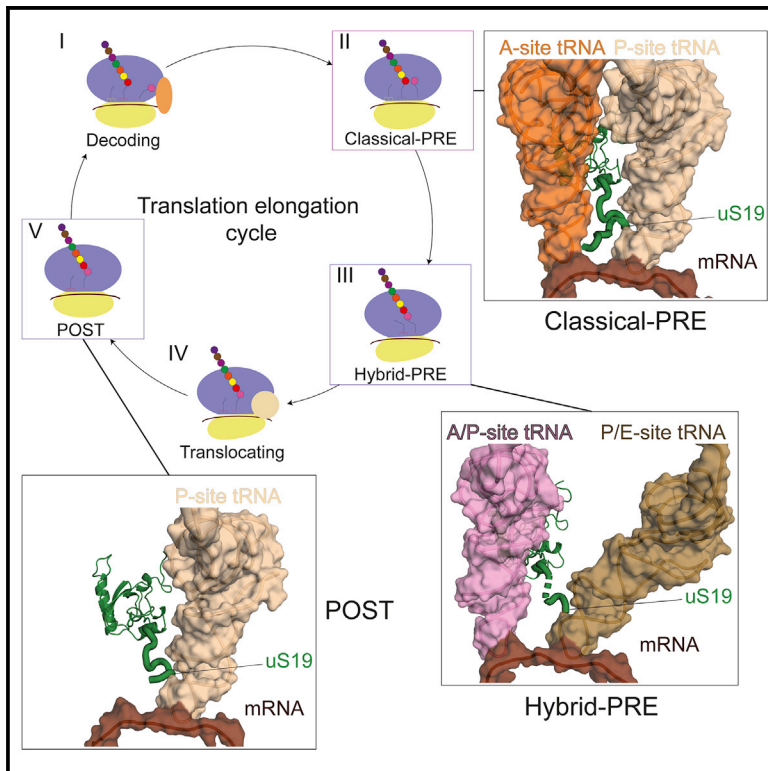 I
Decoding
II
Classical-PRE
A-site tRNA P-site tRNA
uS19
mRNA
Classical-PRE
Translation elongation
cycle
V
POST
III
Hybrid-PRE
IV
Translocating
P-site tRNA
uS19
mRNA
POST
A/P-site tRNA P/E-site tRNA
uS19
mRNA
Hybrid-PRE